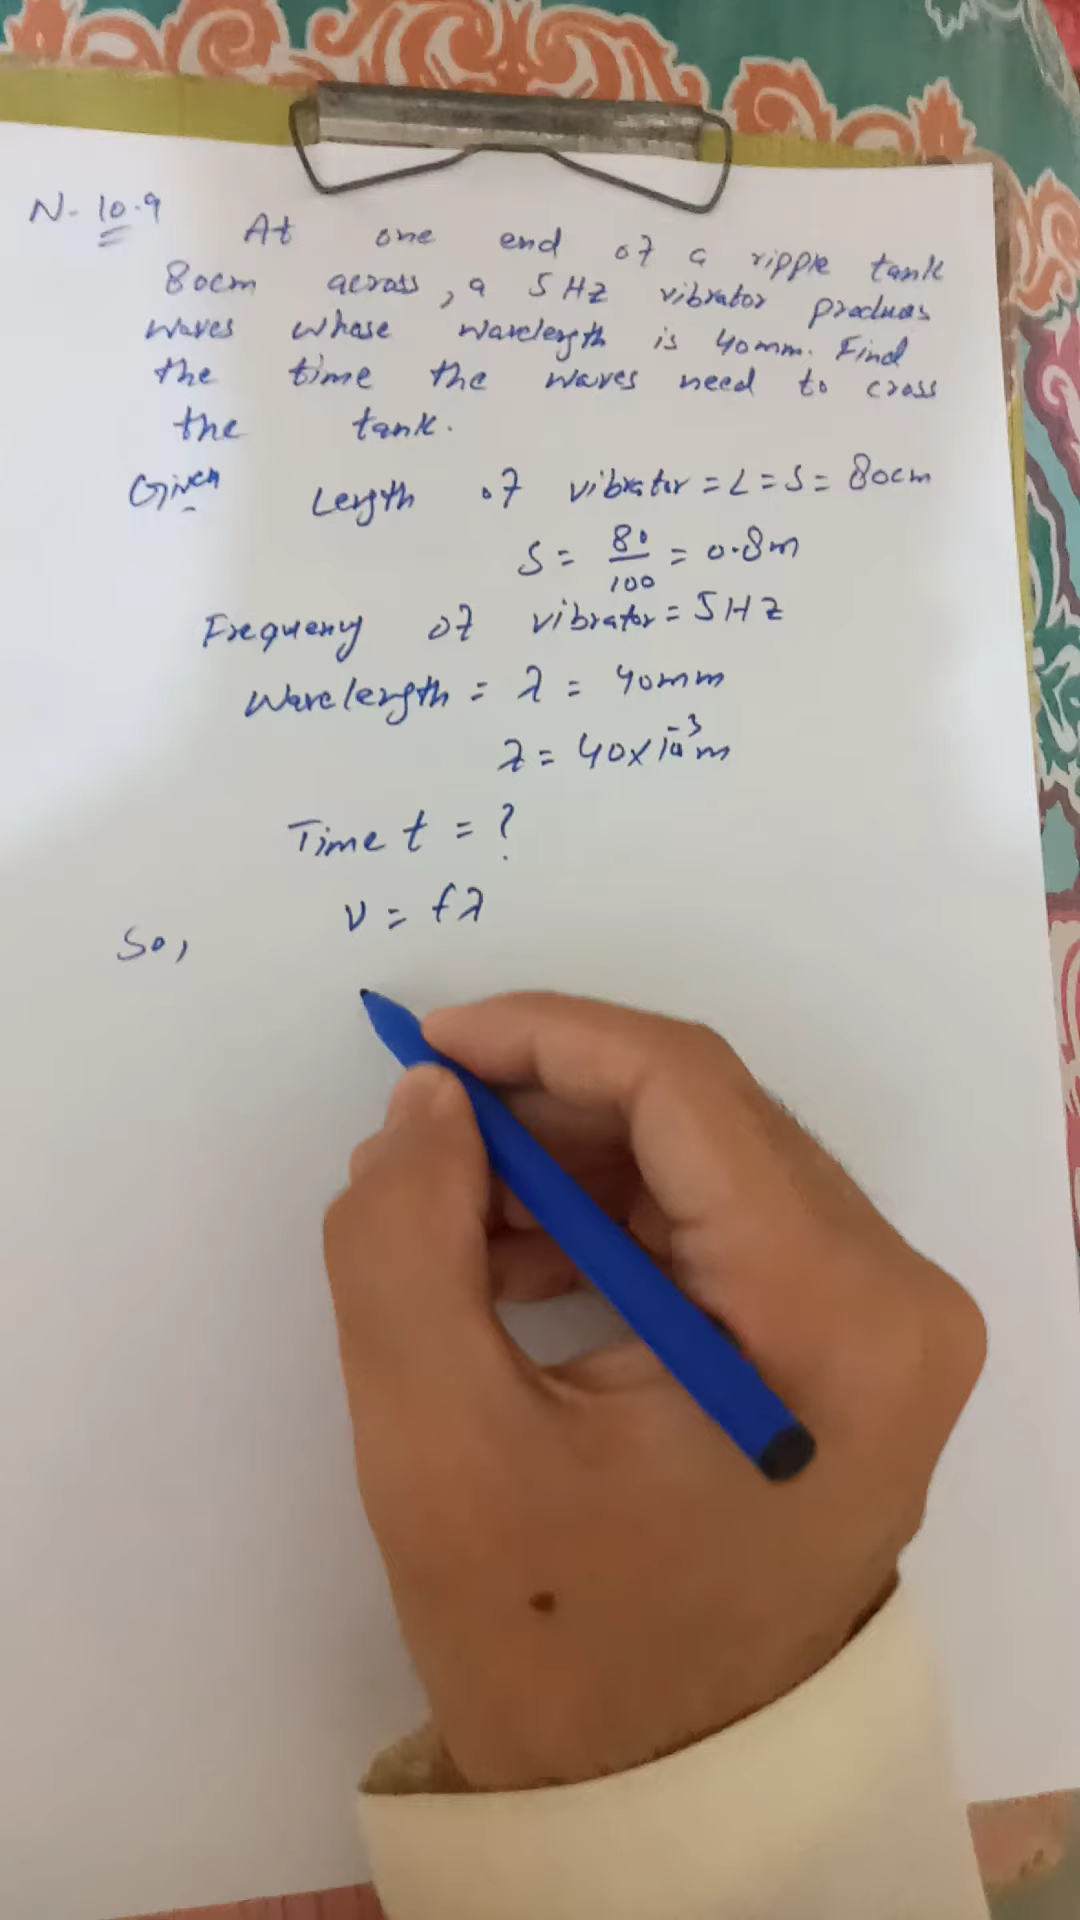 N- 10.9
At one end of a ripple tank
80cm across, a 5 Hz vibrator produces
waves whose wavelength is 40mm. Find
the time the waves need to cross
the tank.
Given Length of vibrator = L = S = 80cm
S = 80/100 = 0.8m
Frequency of vibrator = 5Hz
Wavelength = λ = 40mm
λ = 40x10⁻³m
Time t = ?
So, v = fλ